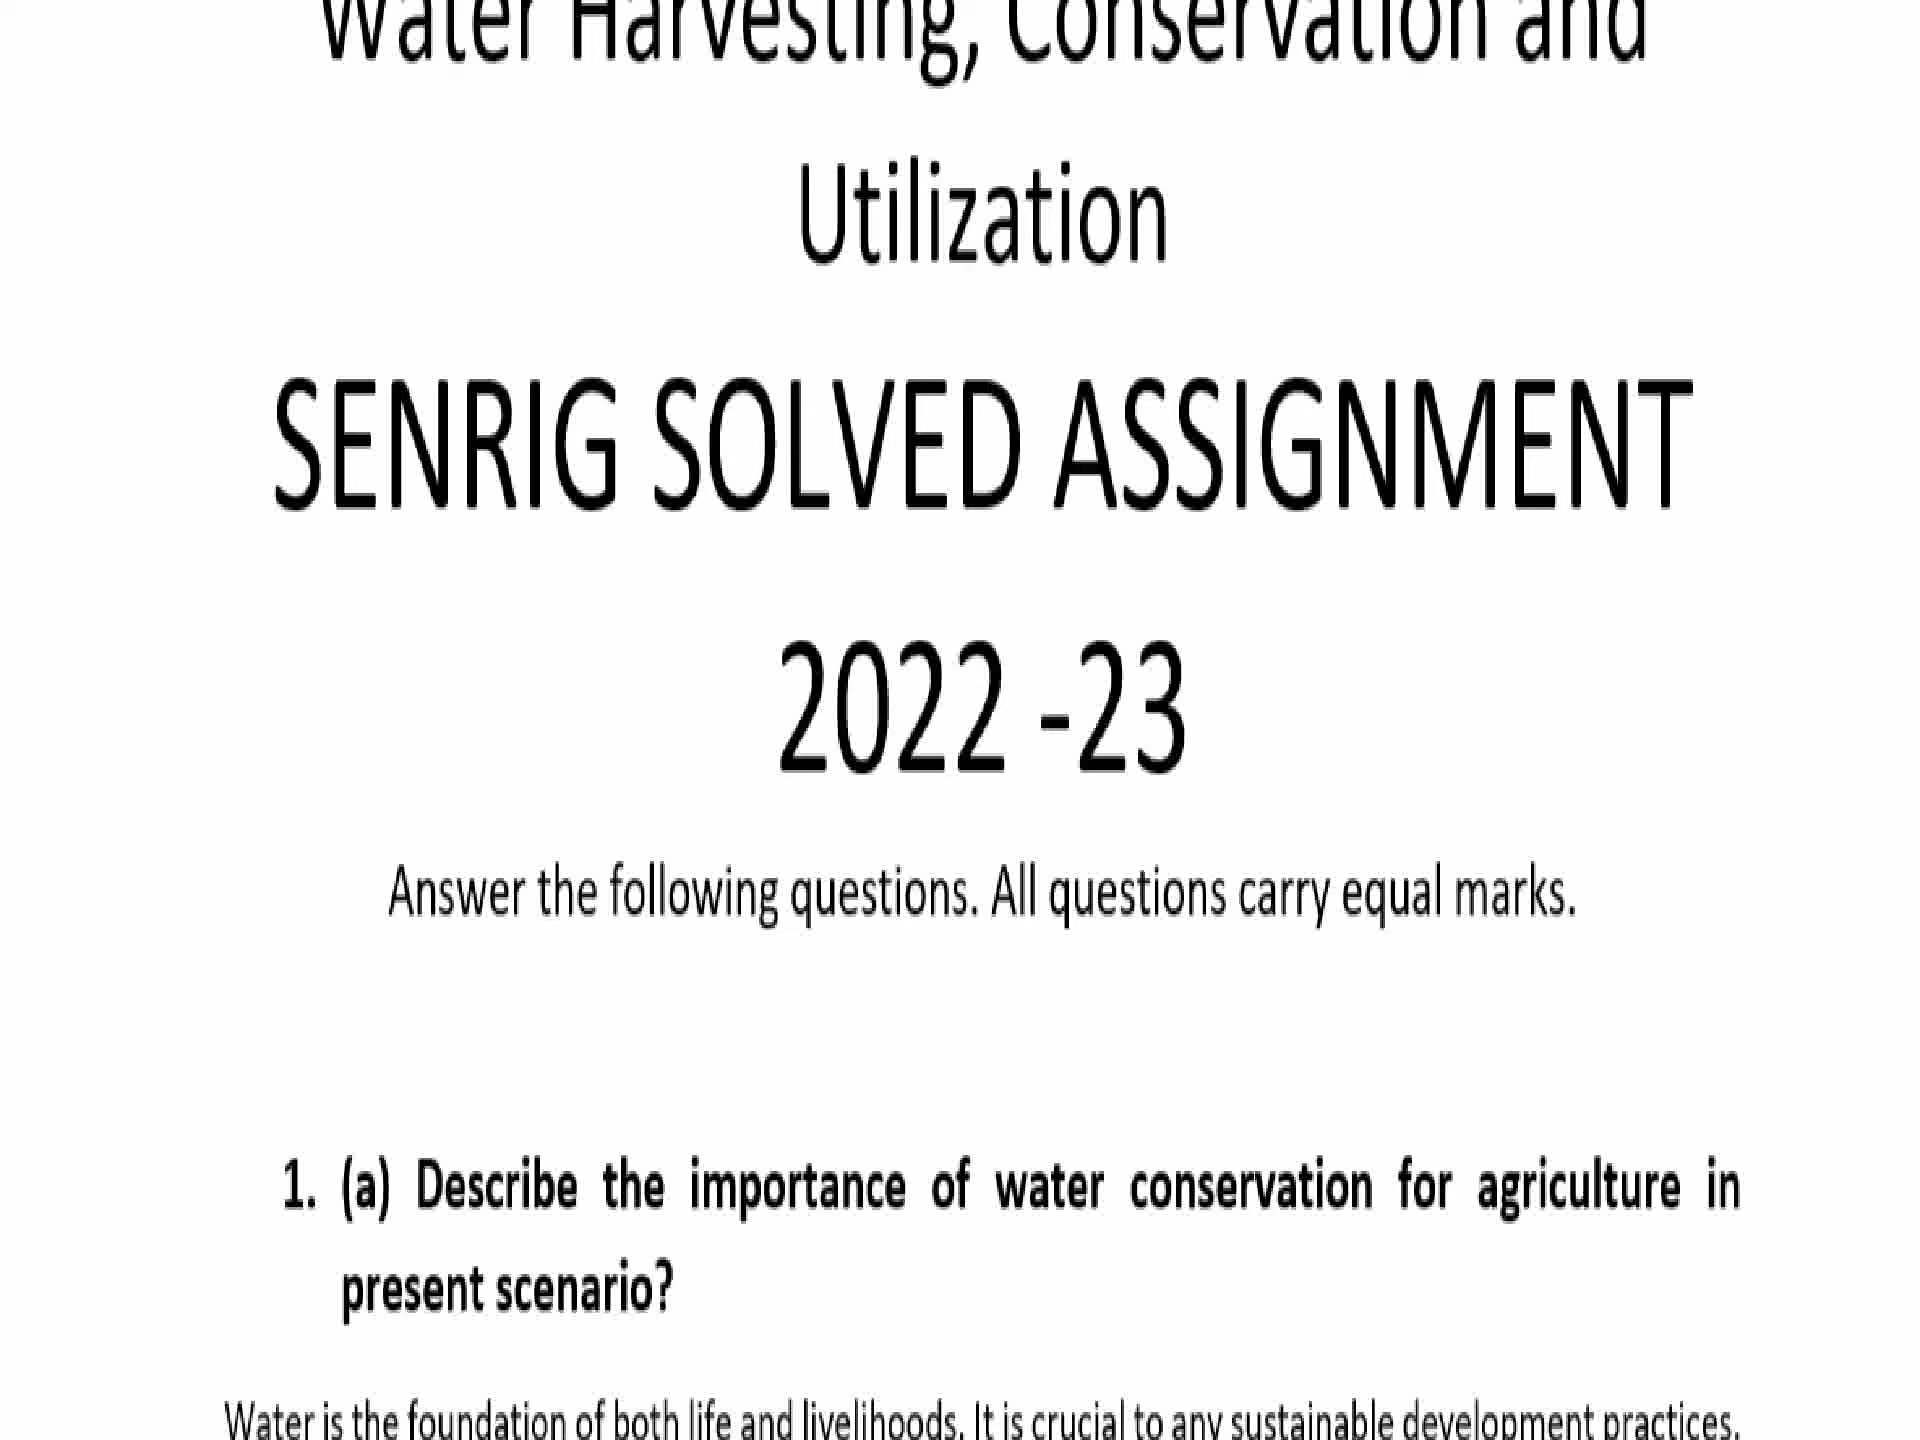 Water Harvesting, Conservation and
Utilization
SENRIG SOLVED ASSIGNMENT
2022 -23
Answer the following questions. All questions carry equal marks.
1. (a) Describe the importance of water conservation for agriculture in
present scenario?
Water is the foundation of both life and livelihoods. It is crucial to any sustainable development practices.